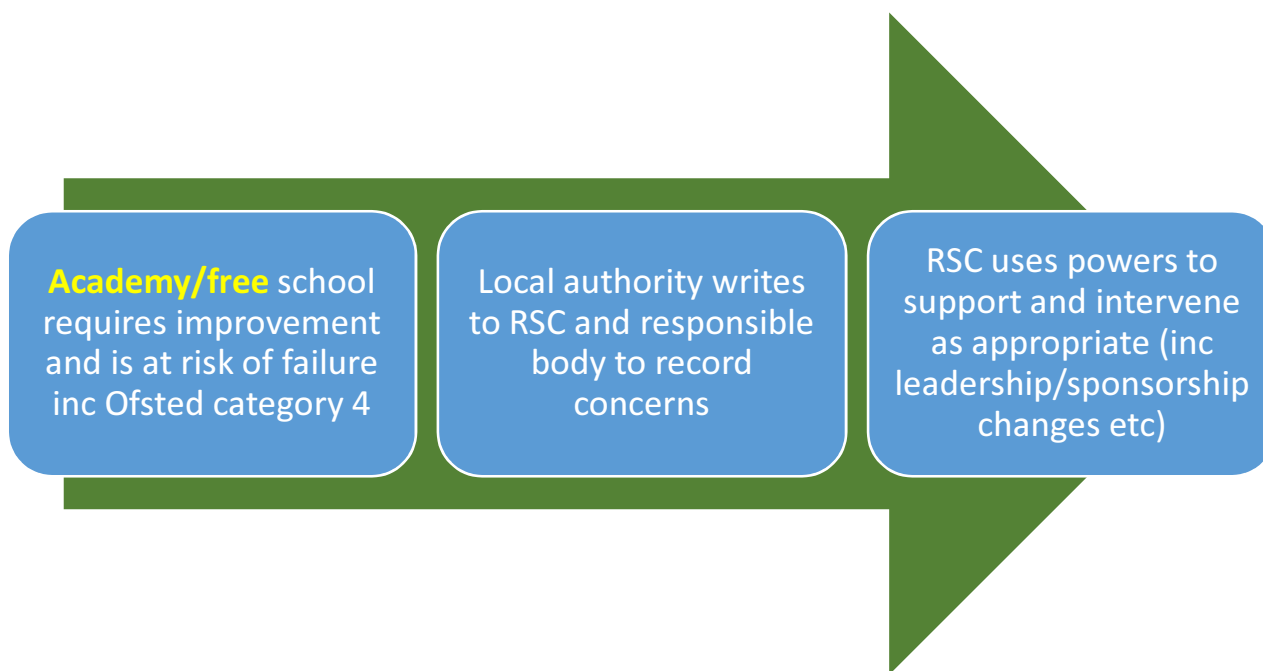 Academy/free school
requires improvement
and is at risk of failure
inc Ofsted category 4
Local authority writes
to RSC and responsible
body to record
concerns
RSC uses powers to
support and intervene
as appropriate (inc
leadership/sponsorship
changes etc)